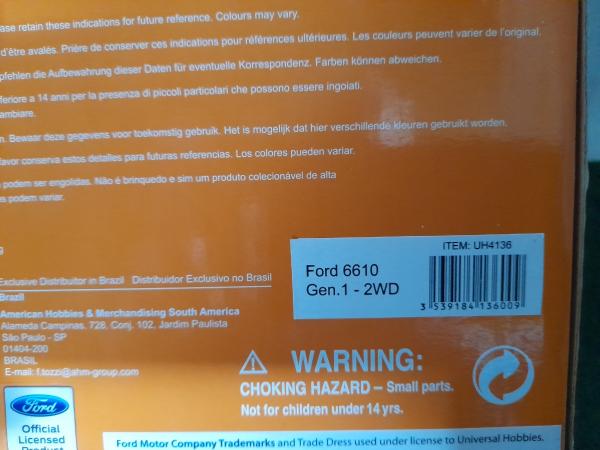 ase retain these indications for future reference. Colours may vary.
d'être avalés. Prière de conserver ces indications pour références ultérieures. Les couleurs peuvent varier de l'original.
pfehlen die Aufbewahrung dieser Daten für eventuelle Korrespondenz. Farben können abweichen.
feriore a 14 anni per la presenza di piccoli particolari che possono essere ingoiati.
ambiare.
n. Bewaar deze gegevens voor toekomstig gebruik. Het is mogelijk dat hier verschillende kleuren gebruikt worden.
favor conserva estos detalles para futuras referencias. Los colores pueden variar.
podem ser engolidas. Não é brinquedo e sim um produto colecionável de alta
s podem variar.
g
Exclusive Distributor in Brazil Distribuidor Exclusivo no Brasil
Brazil
American Hobbies & Merchandising South America
Alameda Campinas, 728, Conj. 102, Jardim Paulista
São Paulo - SP
01404-200
BRASIL
E-mail: f.tozzi@ahm-group.com
ITEM: UH4136
Ford 6610
Gen.1 - 2WD
3 539184 136009
WARNING:
CHOKING HAZARD – Small parts.
Not for children under 14 yrs.
Ford
Official
Licensed
Product
Ford Motor Company Trademarks and Trade Dress used under license to Universal Hobbies.